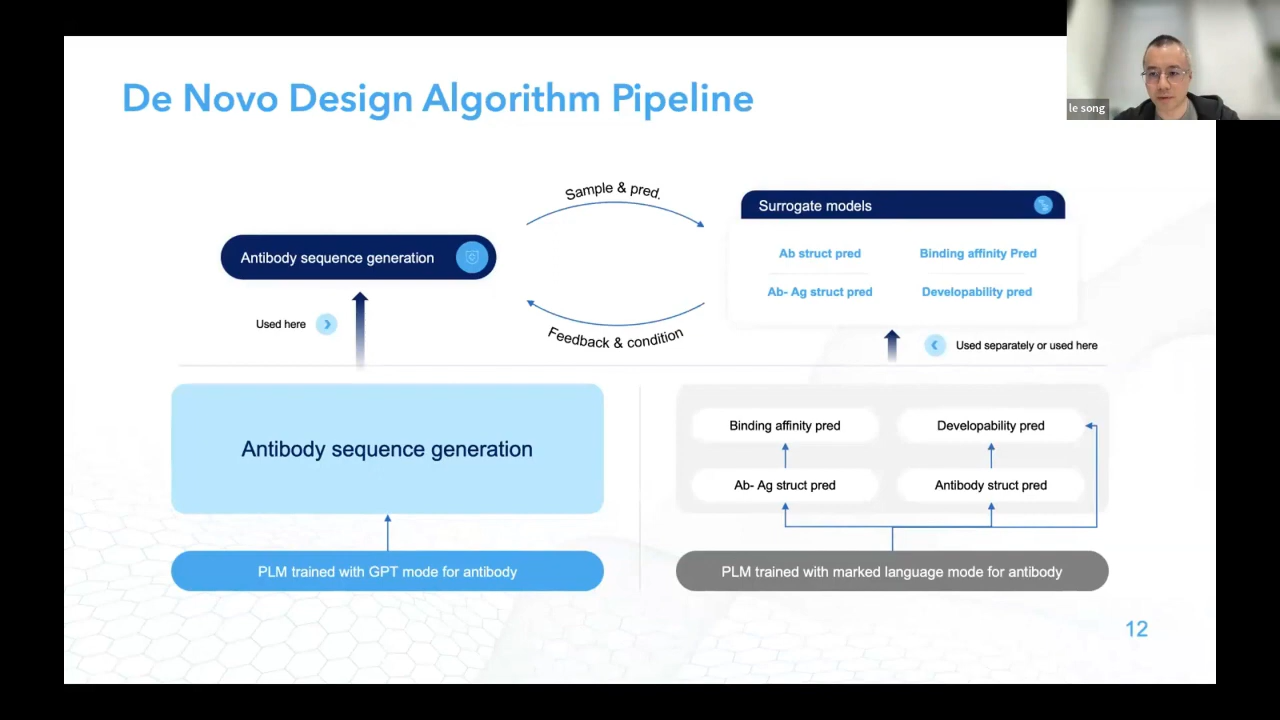 le song
De Novo Design Algorithm Pipeline
Sample & pred.
Surrogate models
Antibody sequence generation
Ab struct pred
Binding affinity Pred
Ab- Ag struct pred
Developability pred
Used here
Feedback & condition
Used separately or used here
Antibody sequence generation
Binding affinity pred
Developability pred
Ab- Ag struct pred
Antibody struct pred
PLM trained with GPT mode for antibody
PLM trained with marked language mode for antibody
12